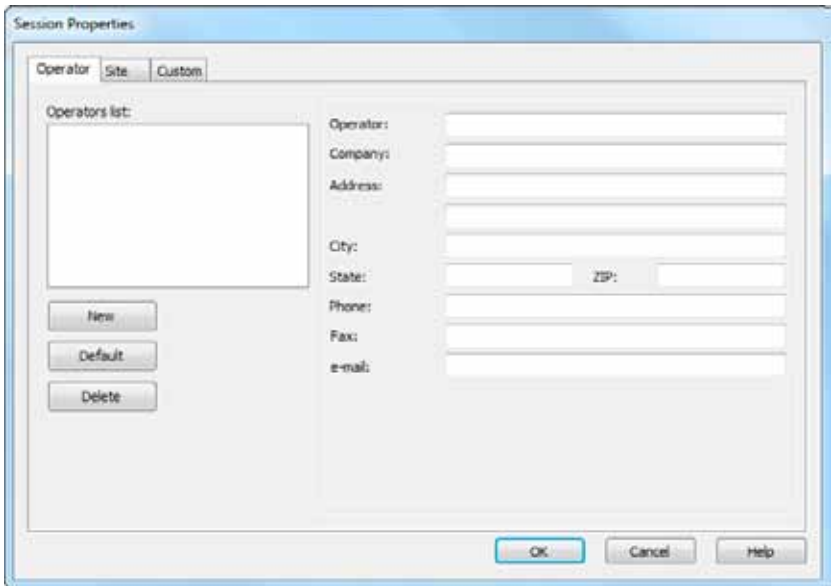 Session Properties
Operator Site Custom
Operators list:
New
Default
Delete
Operator:
Company:
Address:
City:
State: ZIP:
Phone:
Fax:
e-mail:
OK Cancel Help